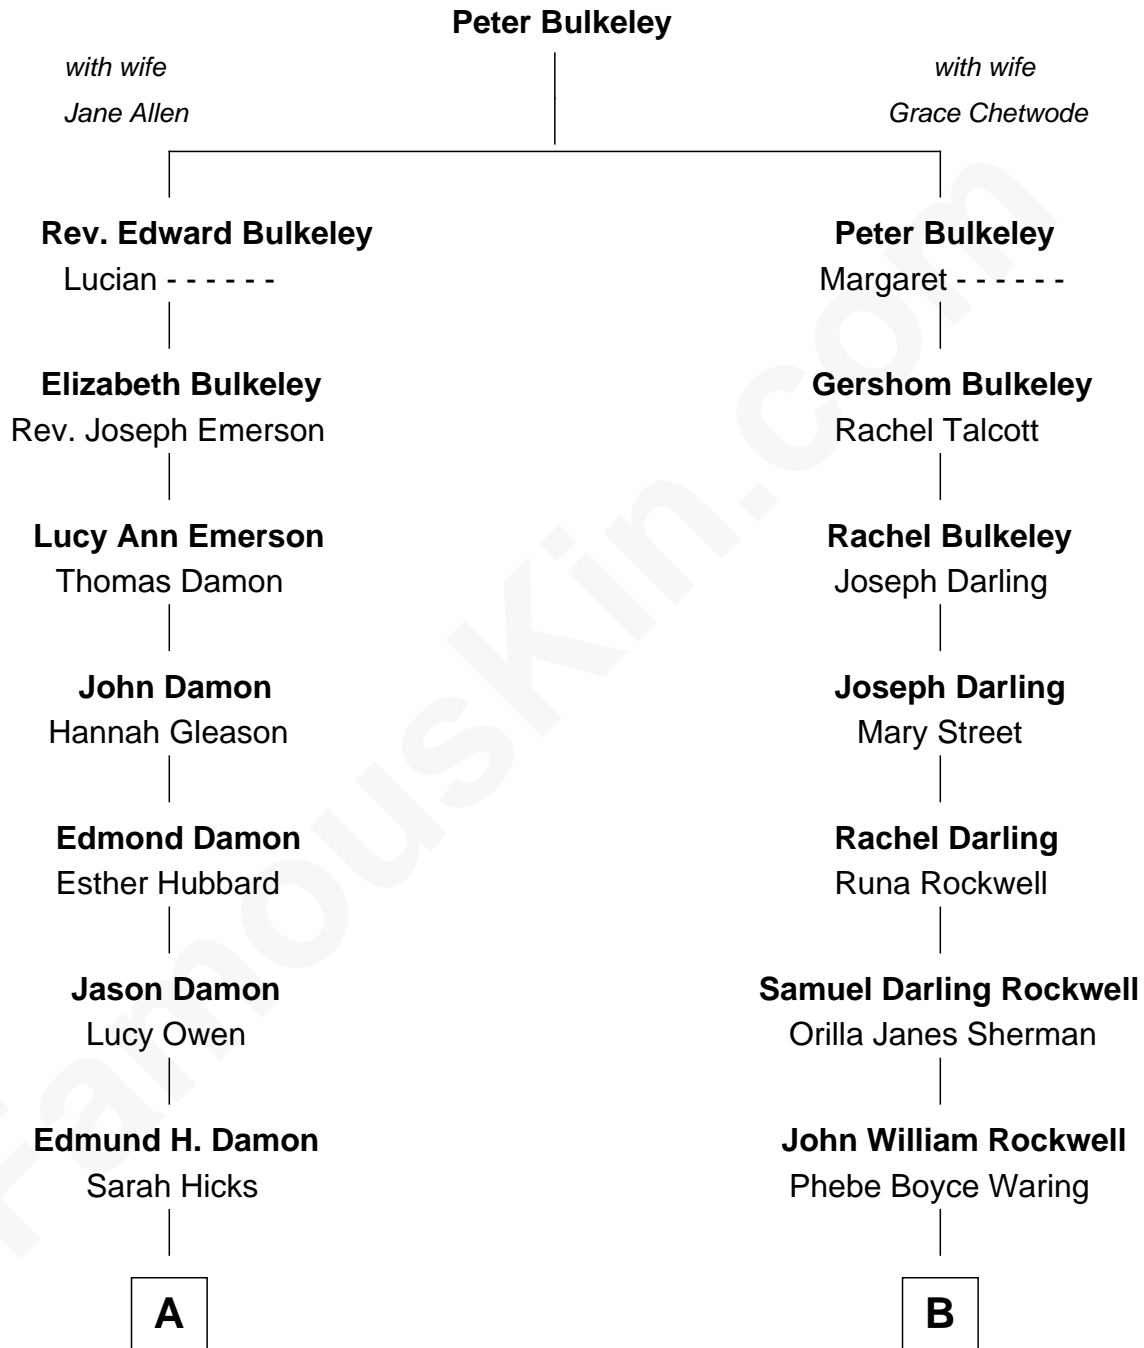 Peter Bulkeley
with wife
Jane Allen
with wife
Grace Chetwode
Rev. Edward Bulkeley
Lucian - - - - - -
Peter Bulkeley
Margaret - - - - - -
Elizabeth Bulkeley
Rev. Joseph Emerson
Gershom Bulkeley
Rachel Talcott
Lucy Ann Emerson
Thomas Damon
Rachel Bulkeley
Joseph Darling
John Damon
Hannah Gleason
Joseph Darling
Mary Street
Edmond Damon
Esther Hubbard
Rachel Darling
Runa Rockwell
Jason Damon
Lucy Owen
Samuel Darling Rockwell
Orilla Janes Sherman
Edmund H. Damon
Sarah Hicks
John William Rockwell
Phebe Boyce Waring
A
B
FamousKin.com